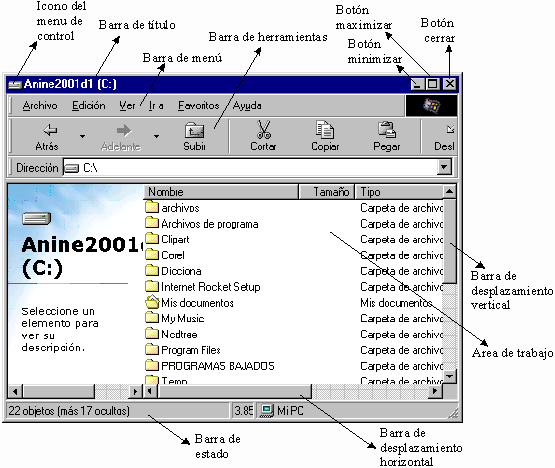 Icono del
menu de
control
Barra de título
Barra de menú
Barra de herramientas
Botón
maximizar
Botón
minimizar
Botón
cerrar
Anine2001d1 (C:)
Archivo Edición Ver Ir a Favoritos Ayuda
Atrás Adelante Subir Cortar Copiar Pegar Desl
Dirección C:\
Anine2001d
(C:)
Seleccione un
elemento para
ver su
descripción.
Nombre Tamaño Tipo
archivos Carpeta de archivo
Archivos de programa Carpeta de archivo
Clipart Carpeta de archivo
Corel Carpeta de archivo
Dicciona Carpeta de archivo
Internet Rocket Setup Carpeta de archivo
Mis documentos Mis documentos
My Music Carpeta de archivo
Ncdtree Carpeta de archivo
Program Files Carpeta de archivo
PROGRAMAS BAJADOS Carpeta de archivo
Temp Carpeta de archivo
22 objetos (más 17 ocultos) 3.85 Mi PC
Barra de
desplazamiento
vertical
Area de trabajo
Barra de
estado
Barra de
desplazamiento
horizontal